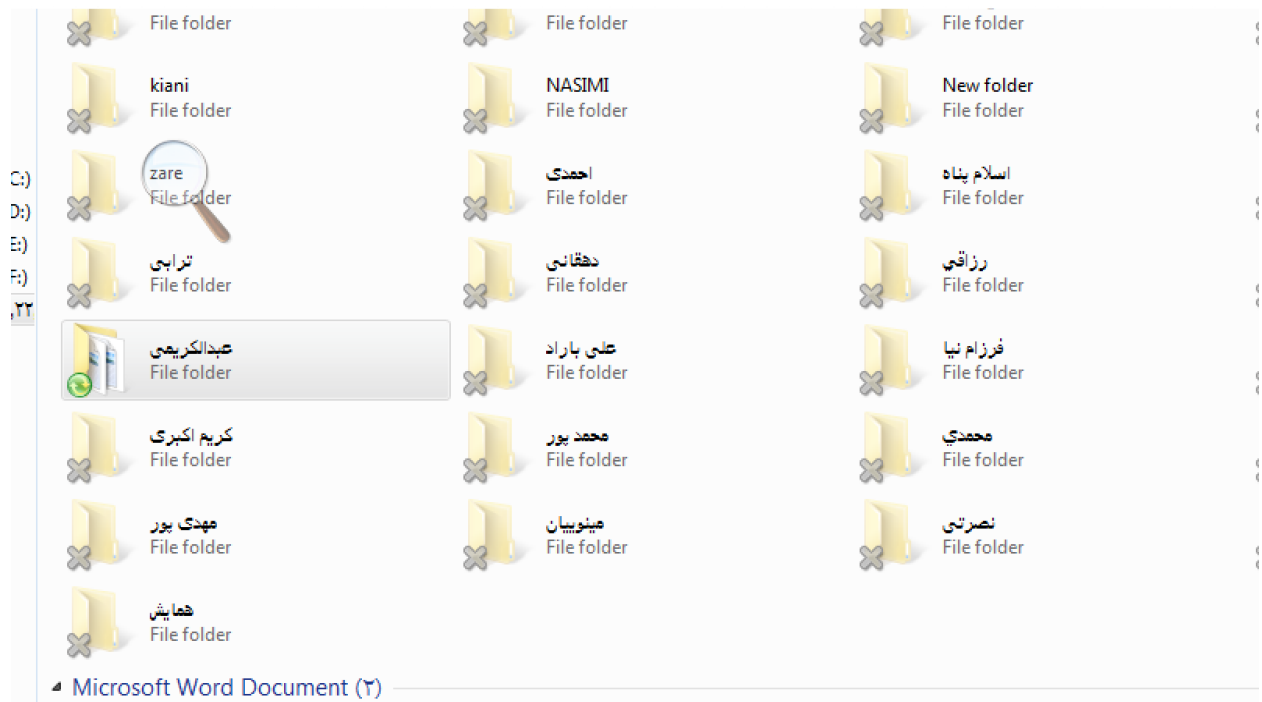 File folder
File folder
File folder
kiani
File folder
NASIMI
File folder
New folder
File folder
zare
File folder
احمدی
File folder
اسلام پناه
File folder
ترابی
File folder
دهقانی
File folder
رزاقي
File folder
عبدالکریمی
File folder
علی باراد
File folder
فرزام نیا
File folder
کریم اکبری
File folder
محمد پور
File folder
محمدي
File folder
مهدی پور
File folder
مینوییان
File folder
نصرتی
File folder
همایش
File folder
C:)
D:)
E:)
F:)
,۲۲
Microsoft Word Document (۲)